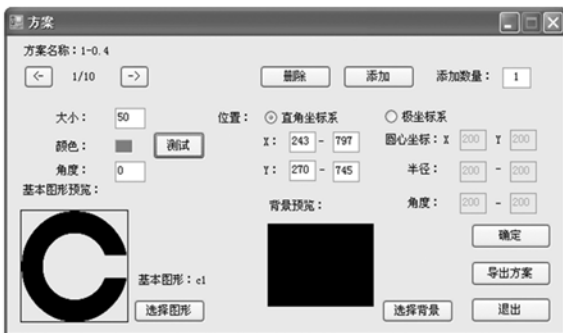 方案
方案名称：1-0.4
<- 1/10 -> 删除 添加 添加数量： 1
大小： 50 位置： 直角坐标系 极坐标系
颜色： 测试 X： 243 - 797 圆心坐标：X 200 Y 200
角度： 0 Y： 270 - 745 半径： 200 - 200
基本图形预览： 背景预览： 角度： 200 - 200
确定
基本图形：c1 导出方案
选择图形 选择背景 退出